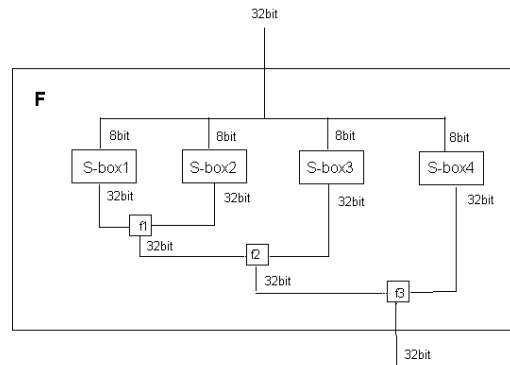 32bit
F
8bit 8bit 8bit 8bit
S-box1 S-box2 S-box3 S-box4
32bit 32bit 32bit 32bit
f1
32bit
f2
32bit
f3
32bit